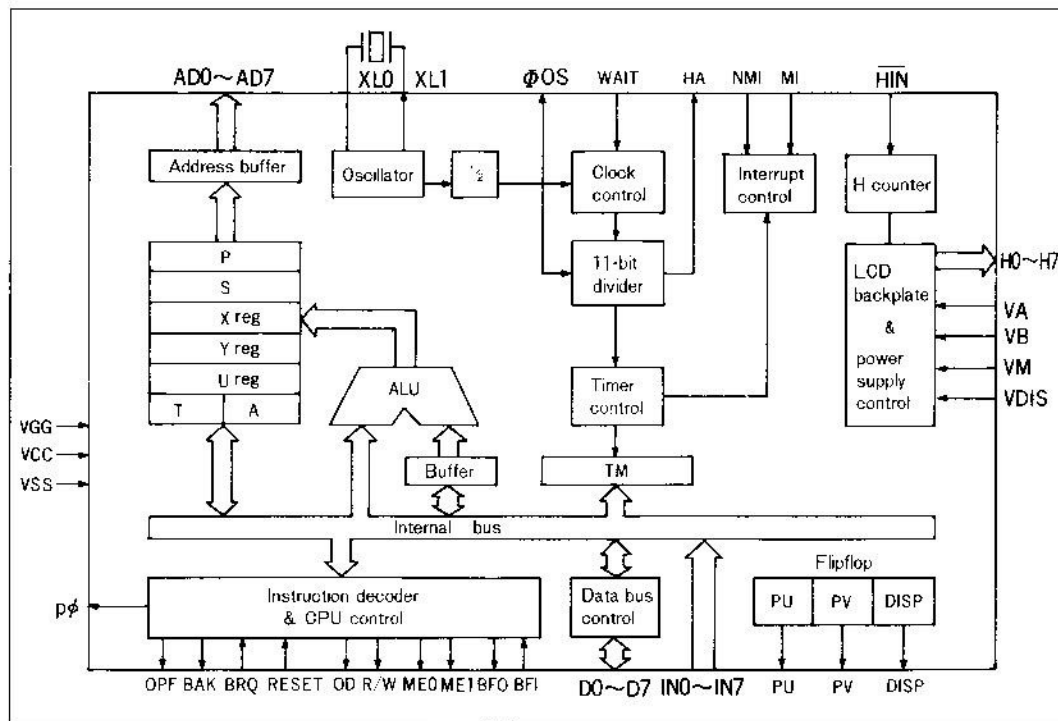 AD0～AD7 XL0 XL1 ΦOS WAIT HA NMI MI HIN
Address buffer
Oscillator
½
Clock
control
Interrupt
control
H counter
P
S
X reg
Y reg
U reg
T A
11-bit
divider
LCD
backplate
&
power
supply
control
H0～H7
VA
VB
VM
VDIS
ALU
Timer
control
VGG
VCC
VSS
Buffer
TM
Internal bus
Flipflop
pϕ
Instruction decoder
& CPU control
Data bus
control
PU PV DISP
OPF BAK BRQ RESET OD R/W ME0 ME1 BFO BFI D0～D7 IN0～IN7 PU PV DISP